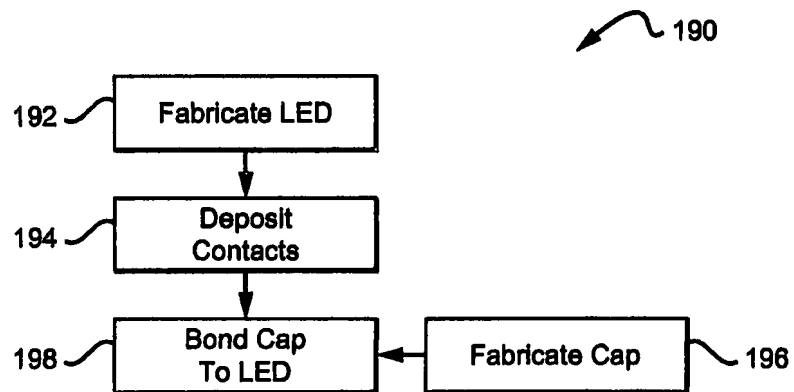 190
192
Fabricate LED
194
Deposit
Contacts
198
Bond Cap
To LED
Fabricate Cap
196